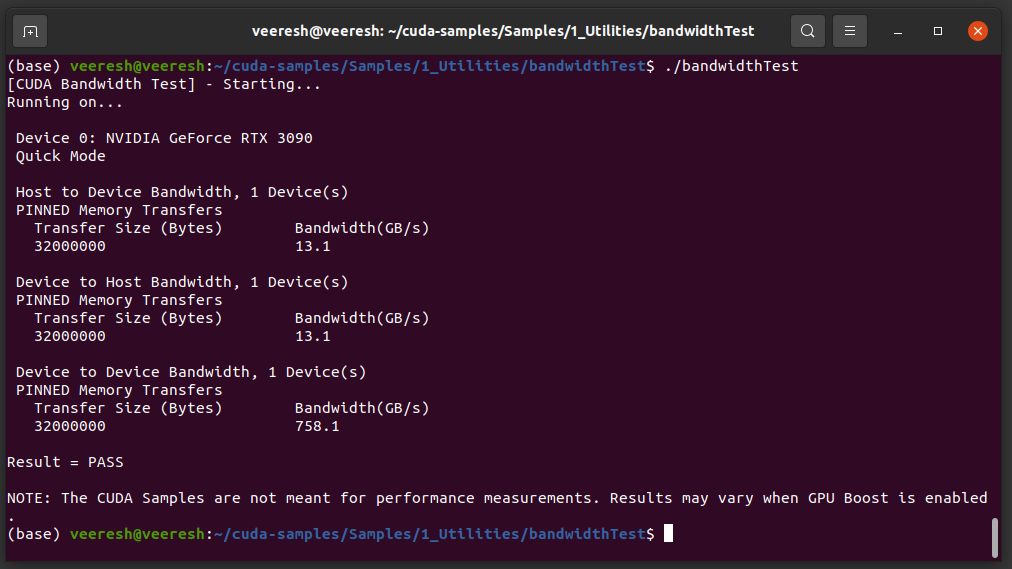 veeresh@veeresh: ~/cuda-samples/Samples/1_Utilities/bandwidthTest
(base) veeresh@veeresh:~/cuda-samples/Samples/1_Utilities/bandwidthTest$ ./bandwidthTest
[CUDA Bandwidth Test] - Starting...
Running on...
Device 0: NVIDIA GeForce RTX 3090
Quick Mode
Host to Device Bandwidth, 1 Device(s)
PINNED Memory Transfers
Transfer Size (Bytes) Bandwidth(GB/s)
32000000 13.1
Device to Host Bandwidth, 1 Device(s)
PINNED Memory Transfers
Transfer Size (Bytes) Bandwidth(GB/s)
32000000 13.1
Device to Device Bandwidth, 1 Device(s)
PINNED Memory Transfers
Transfer Size (Bytes) Bandwidth(GB/s)
32000000 758.1
Result = PASS
NOTE: The CUDA Samples are not meant for performance measurements. Results may vary when GPU Boost is enabled
.
(base) veeresh@veeresh:~/cuda-samples/Samples/1_Utilities/bandwidthTest$